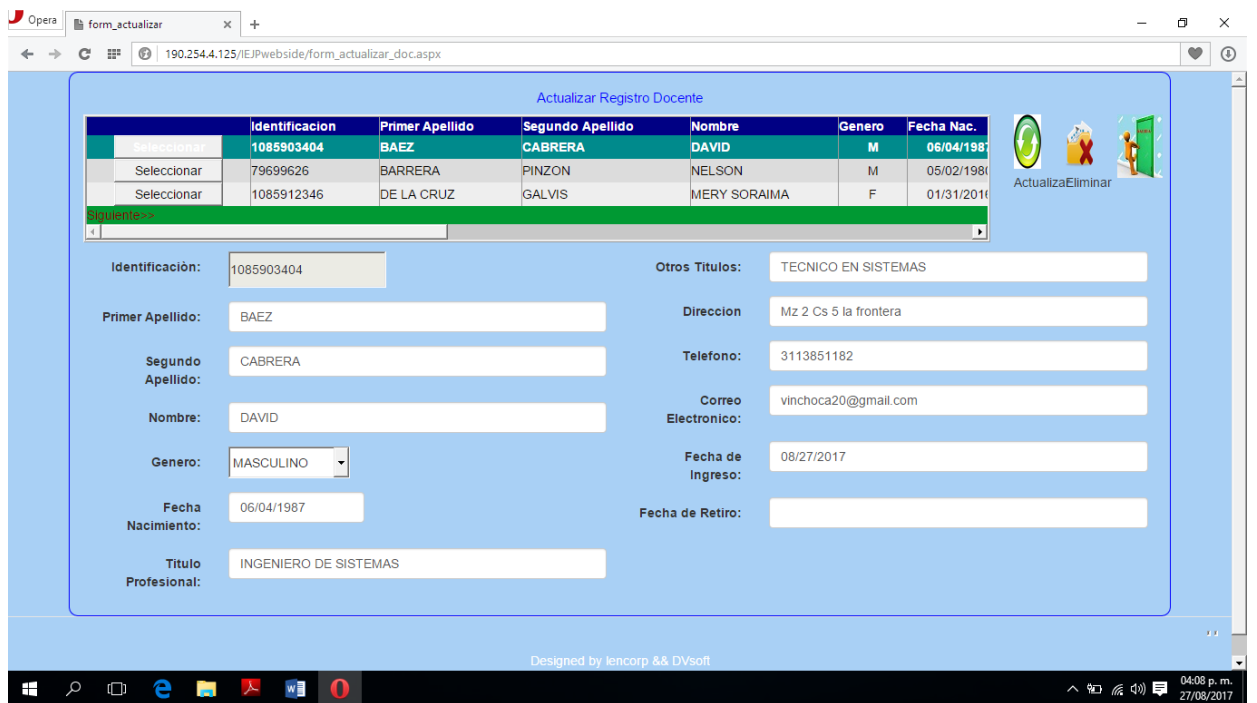 Opera
form_actualizar
190.254.4.125/IEJPwebside/form_actualizar_doc.aspx
Actualizar Registro Docente
Identificacion Primer Apellido Segundo Apellido Nombre Genero Fecha Nac.
Seleccionar 1085903404 BAEZ CABRERA DAVID M 06/04/1987
Seleccionar 79699626 BARRERA PINZON NELSON M 05/02/1980
Seleccionar 1085912346 DE LA CRUZ GALVIS MERY SORAIMA F 01/31/2016
Siguiente>>
ActualizaEliminar
Identificaciòn: 1085903404
Primer Apellido: BAEZ
Segundo
Apellido: CABRERA
Nombre: DAVID
Genero: MASCULINO
Fecha
Nacimiento: 06/04/1987
Titulo
Profesional: INGENIERO DE SISTEMAS
Otros Titulos: TECNICO EN SISTEMAS
Direccion Mz 2 Cs 5 la frontera
Telefono: 3113851182
Correo
Electronico: vinchoca20@gmail.com
Fecha de
Ingreso: 08/27/2017
Fecha de Retiro:
Designed by Iencorp && DVsoft
04:08 p. m.
27/08/2017